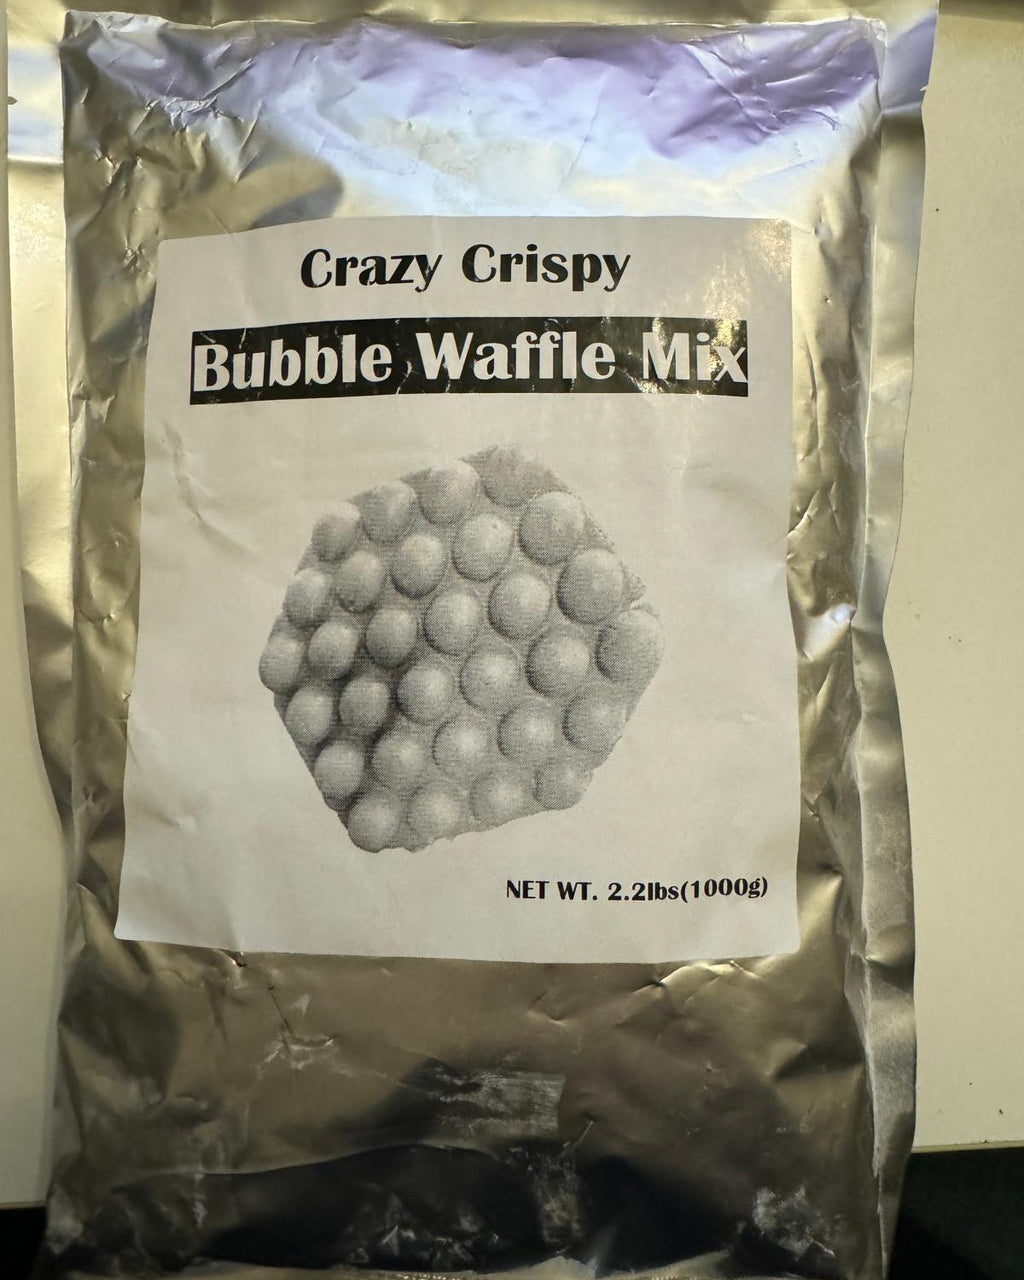 Crazy Crispy
Bubble Waffle Mix
NET WT. 2.2lbs(1000g)